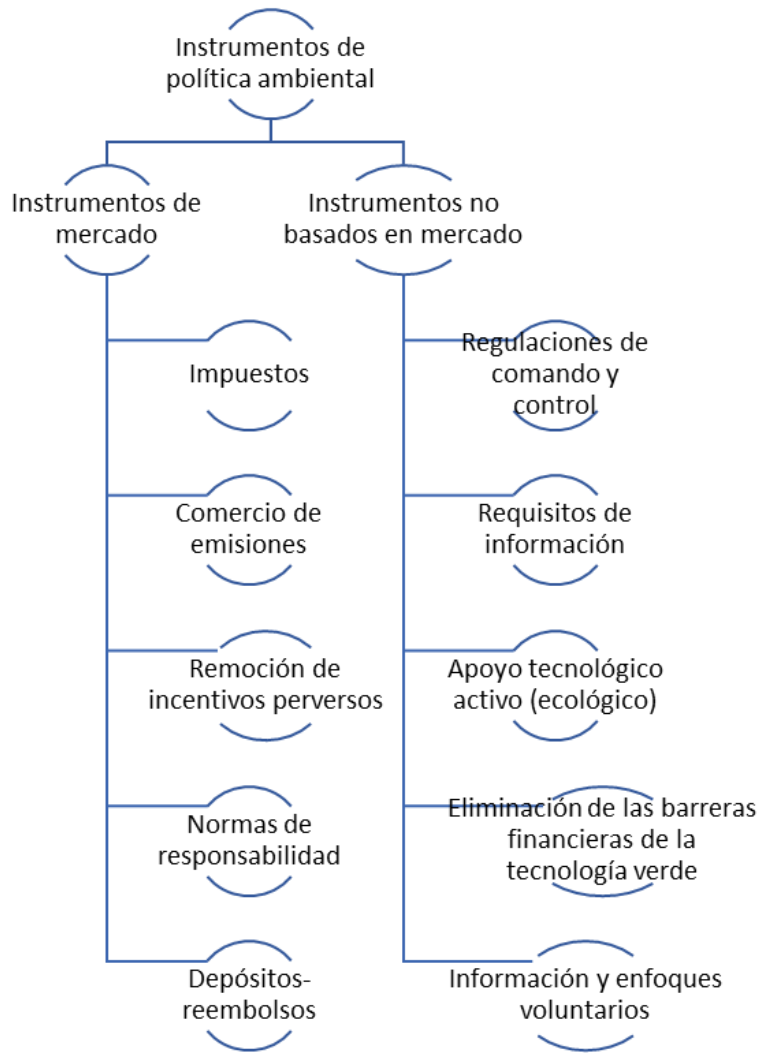 Instrumentos de
política ambiental
Instrumentos de
mercado
Instrumentos no
basados en mercado
Impuestos
Regulaciones de
comando y
control
Comercio de
emisiones
Requisitos de
información
Remoción de
incentivos perversos
Apoyo tecnológico
activo (ecológico)
Normas de
responsabilidad
Eliminación de las barreras
financieras de la
tecnología verde
Depósitos-
reembolsos
Información y enfoques
voluntarios